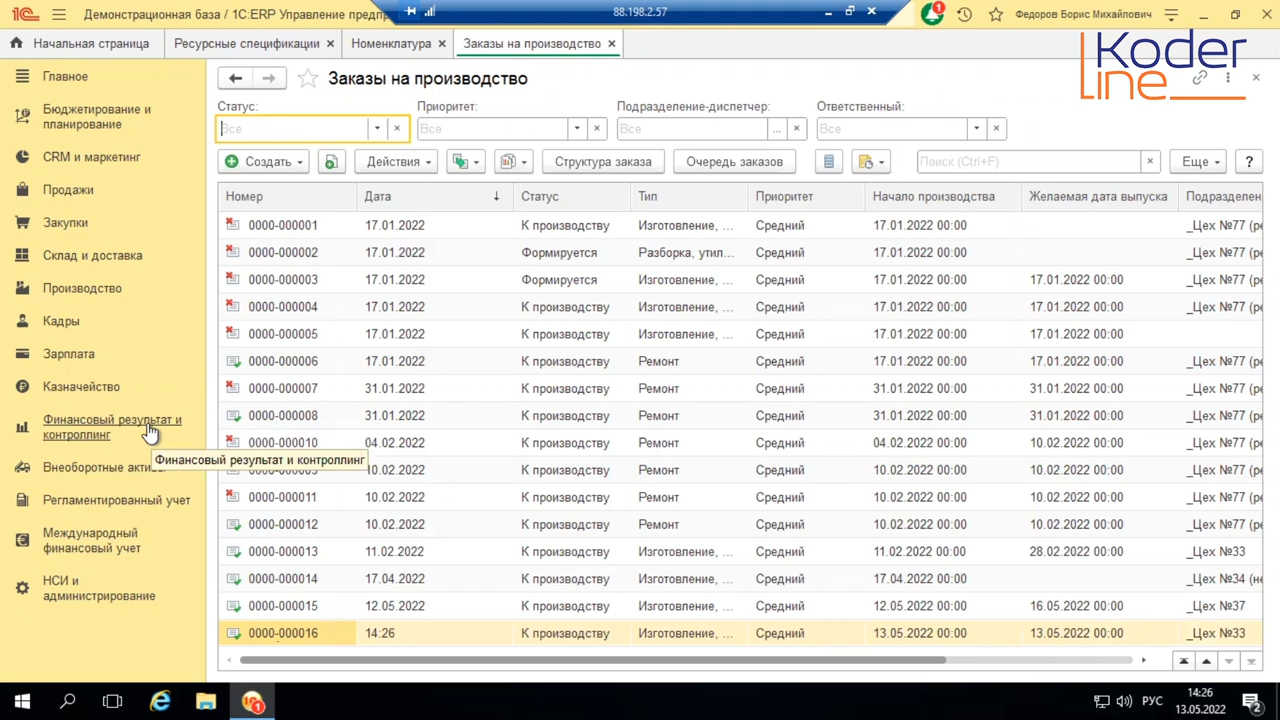 Демонстрационная база / 1С:ERP Управление предпр
88.198.2.57
1
Федоров Борис Михайлович
Начальная страница
Ресурсные спецификации ×
Номенклатура ×
Заказы на производство ×
Koder
line
Главное
Бюджетирование и
планирование
CRM и маркетинг
Продажи
Закупки
Склад и доставка
Производство
Кадры
Зарплата
Казначейство
Финансовый результат и
контроллинг
Финансовый результат и контроллинг
Внеоборотные акти
Регламентированный учет
Международный
финансовый учет
НСИ и
администрирование
Заказы на производство
Статус: Приоритет: Подразделение-диспетчер: Ответственный:
Все Все Все Все
Создать Действия Структура заказа Очередь заказов Поиск (Ctrl+F) × Еще ?
Номер Дата ↓ Статус Тип Приоритет Начало производства Желаемая дата выпуска Подразделен
0000-000001 17.01.2022 К производству Изготовление, ... Средний 17.01.2022 00:00 _Цех №77 (ре
0000-000002 17.01.2022 Формируется Разборка, утил... Средний 17.01.2022 00:00 _Цех №77 (ре
0000-000003 17.01.2022 Формируется Изготовление, ... Средний 17.01.2022 00:00 17.01.2022 00:00 _Цех №77 (ре
0000-000004 17.01.2022 К производству Изготовление, ... Средний 17.01.2022 00:00 17.01.2022 00:00 _Цех №77 (ре
0000-000005 17.01.2022 К производству Изготовление, ... Средний 17.01.2022 00:00 _Цех №77 (ре
0000-000006 17.01.2022 К производству Ремонт Средний 17.01.2022 00:00 17.01.2022 00:00 _Цех №77 (ре
0000-000007 31.01.2022 К производству Ремонт Средний 31.01.2022 00:00 31.01.2022 00:00 _Цех №77 (ре
0000-000008 31.01.2022 К производству Ремонт Средний 31.01.2022 00:00 31.01.2022 00:00 _Цех №77 (ре
0000-000010 04.02.2022 К производству Ремонт Средний 04.02.2022 00:00 10.02.2022 00:00 _Цех №77 (ре
0000-000009 10.02.2022 К производству Ремонт Средний 10.02.2022 00:00 10.02.2022 00:00 _Цех №77 (ре
0000-000011 10.02.2022 К производству Ремонт Средний 10.02.2022 00:00 10.02.2022 00:00 _Цех №77 (ре
0000-000012 10.02.2022 К производству Ремонт Средний 10.02.2022 00:00 10.02.2022 00:00 _Цех №77 (ре
0000-000013 11.02.2022 К производству Изготовление, ... Средний 11.02.2022 00:00 28.02.2022 00:00 _Цех №33
0000-000014 17.04.2022 К производству Изготовление, ... Средний 17.04.2022 00:00 _Цех №34 (не
0000-000015 12.05.2022 К производству Изготовление, ... Средний 12.05.2022 00:00 16.05.2022 00:00 _Цех №37
0000-000016 14:26 К производству Изготовление, ... Средний 13.05.2022 00:00 13.05.2022 00:00 _Цех №33
РУС
14:26
13.05.2022
2